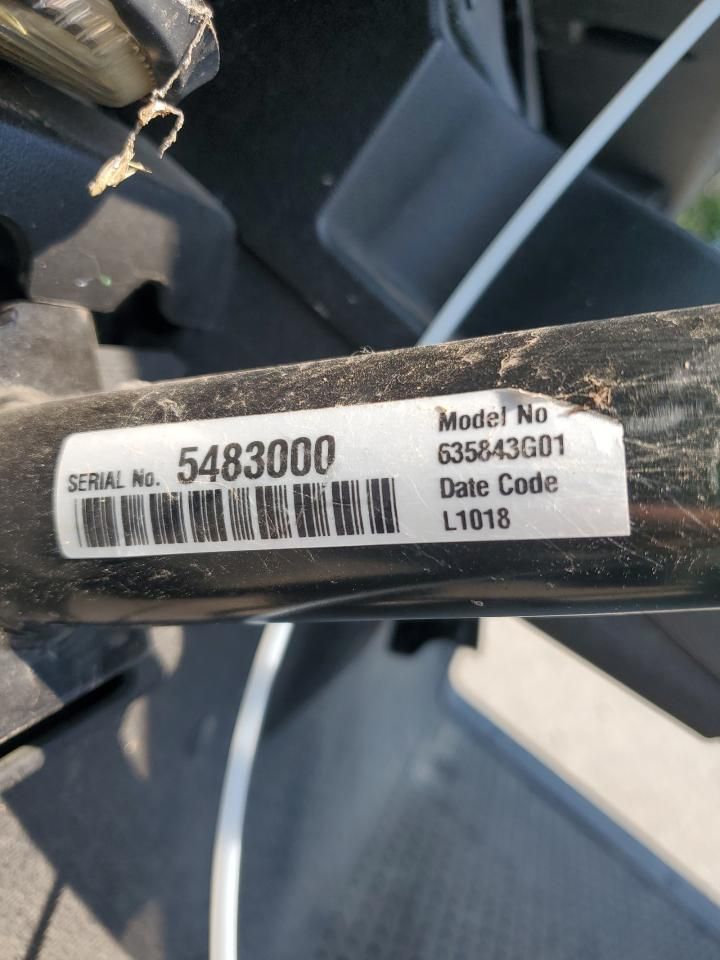 SERIAL No. 5483000
Model No
635843G01
Date Code
L1018